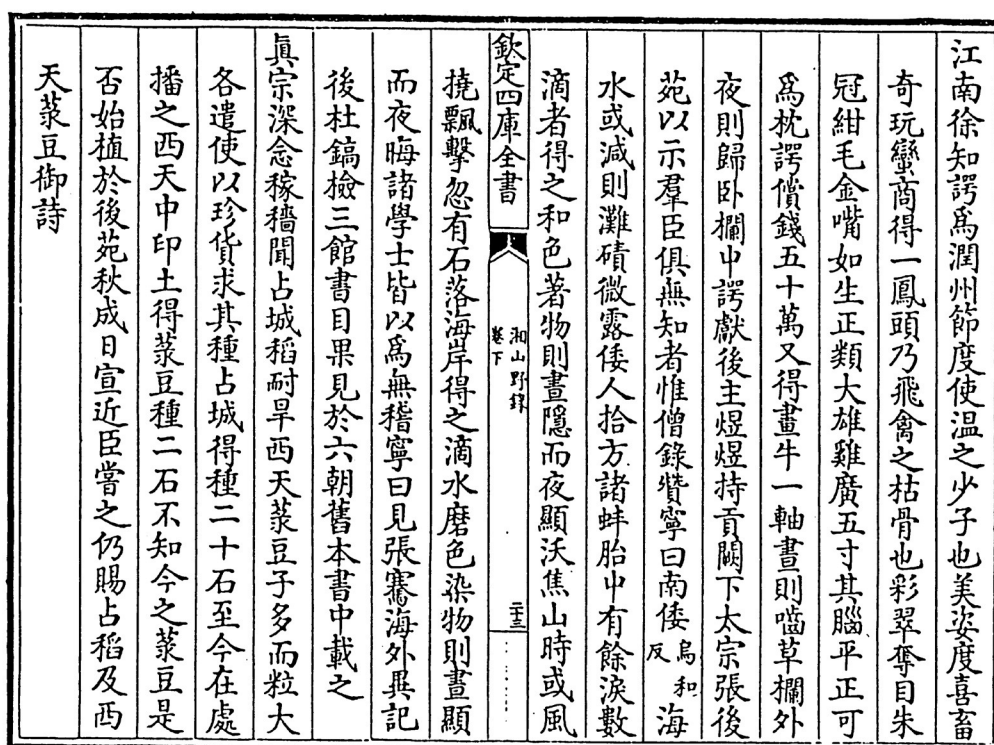 江南徐知諤爲潤州節度使溫之少子也美姿度喜畜
奇玩蠻商得一鳳頭乃飛禽之枯骨也彩翠奪目朱
冠紺毛金嘴如生正類大雄雞廣五寸其腦平正可
爲枕諤償錢五十萬又得畫牛一軸晝則嚙草欄外
夜則歸卧欄中諤獻後主煜煜持貢闕下太宗張後
苑以示羣臣俱無知者惟僧錄贊寧曰南倭烏和反海
水或減則灘磧微露倭人拾方諸蚌胎中有餘淚數
滴者得之和色著物則晝隱而夜顯沃焦山時或風
欽定四庫全書
湘山野錄
卷下
二十三
撓飄擊忽有石落海岸得之滴水磨色染物則晝顯
而夜晦諸學士皆以爲無稽寧曰見張騫海外異記
後杜鎬檢三館書目果見於六朝舊本書中載之
眞宗深念稼穡聞占城稻耐旱西天菉豆子多而粒大
各遣使以珍貨求其種占城得種二十石至今在處
播之西天中印土得菉豆種二石不知今之菉豆是
否始植於後苑秋成日宣近臣嘗之仍賜占稻及西
天菉豆御詩